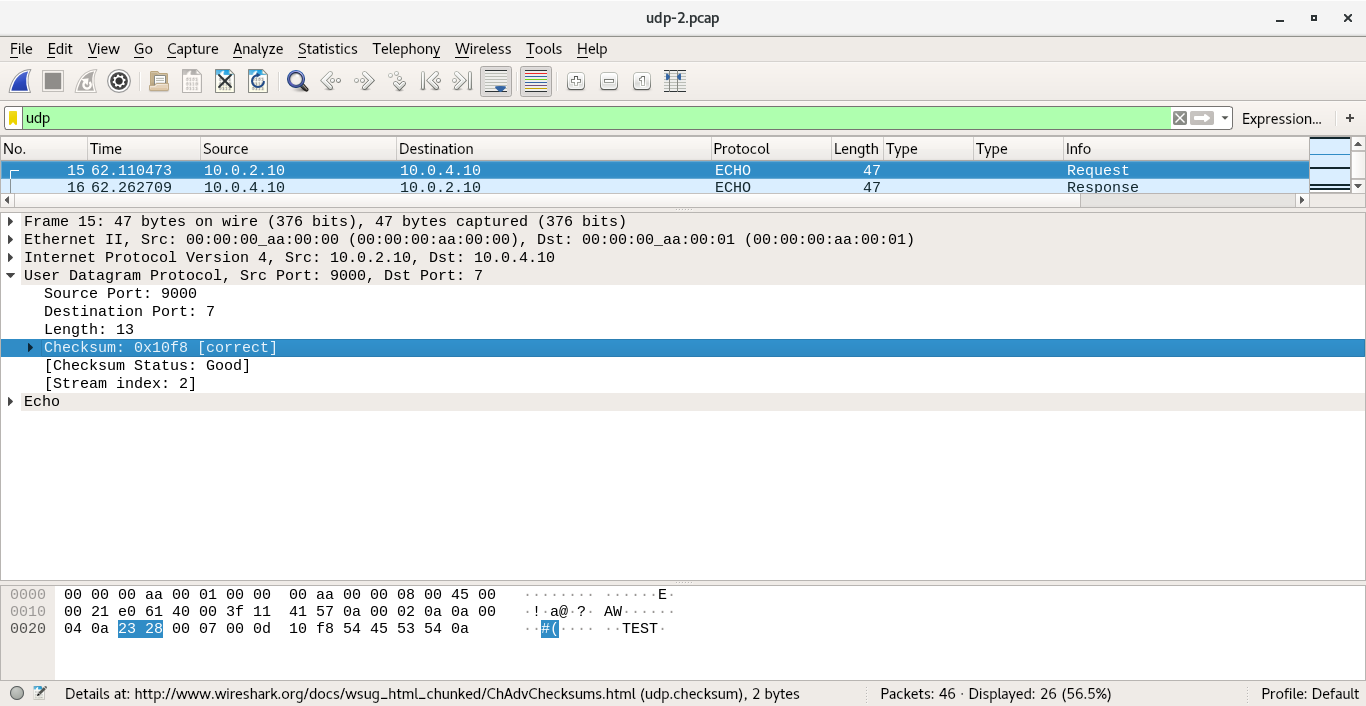 udp-2.pcap
File Edit View Go Capture Analyze Statistics Telephony Wireless Tools Help
udp Expression... +
No. Time Source Destination Protocol Length Type Type Info
15 62.110473 10.0.2.10 10.0.4.10 ECHO 47 Request
16 62.262709 10.0.4.10 10.0.2.10 ECHO 47 Response
Frame 15: 47 bytes on wire (376 bits), 47 bytes captured (376 bits)
Ethernet II, Src: 00:00:00_aa:00:00 (00:00:00:aa:00:00), Dst: 00:00:00_aa:00:01 (00:00:00:aa:00:01)
Internet Protocol Version 4, Src: 10.0.2.10, Dst: 10.0.4.10
User Datagram Protocol, Src Port: 9000, Dst Port: 7
Source Port: 9000
Destination Port: 7
Length: 13
Checksum: 0x10f8 [correct]
[Checksum Status: Good]
[Stream index: 2]
Echo
0000 00 00 00 aa 00 01 00 00 00 aa 00 00 08 00 45 00 ········ ······E·
0010 00 21 e0 61 40 00 3f 11 41 57 0a 00 02 0a 0a 00 ·!·a@·?· AW······
0020 04 0a 23 28 00 07 00 0d 10 f8 54 45 53 54 0a ··#(···· ··TEST·
Details at: http://www.wireshark.org/docs/wsug_html_chunked/ChAdvChecksums.html (udp.checksum), 2 bytes Packets: 46 · Displayed: 26 (56.5%) Profile: Default